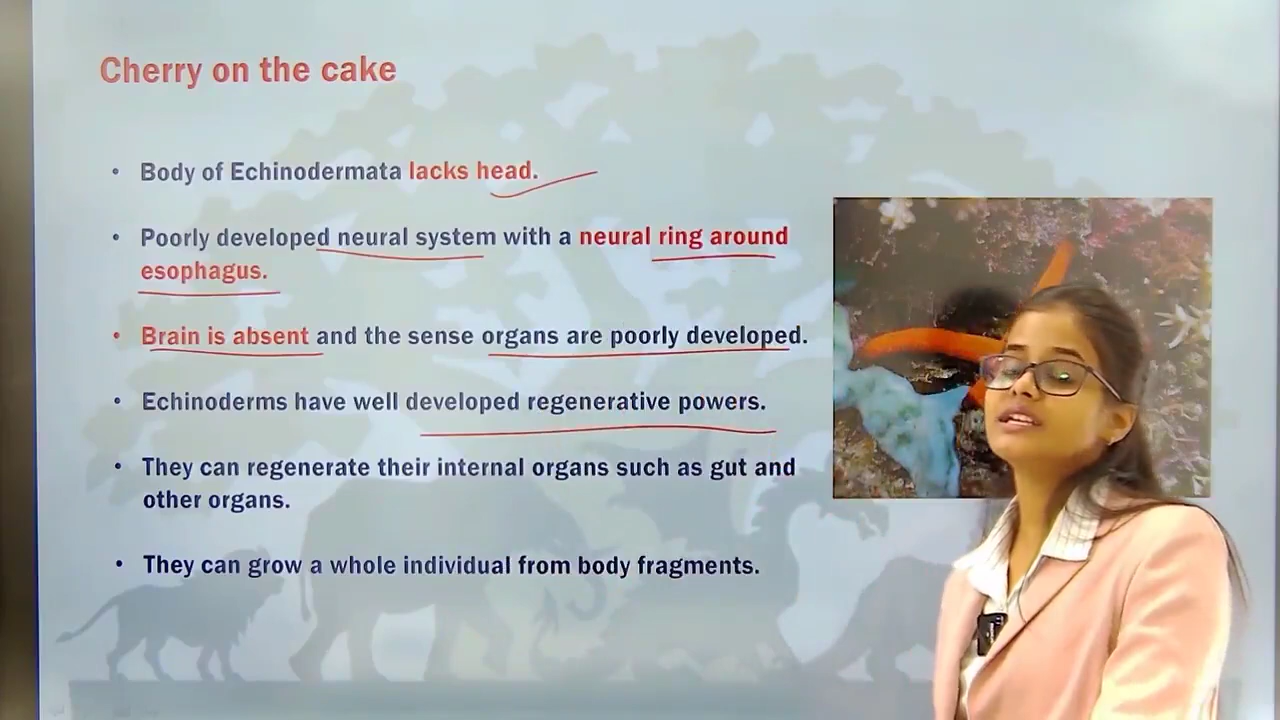 Cherry on the cake
• Body of Echinodermata lacks head.
• Poorly developed neural system with a neural ring around
esophagus.
• Brain is absent and the sense organs are poorly developed.
• Echinoderms have well developed regenerative powers.
• They can regenerate their internal organs such as gut and
other organs.
• They can grow a whole individual from body fragments.